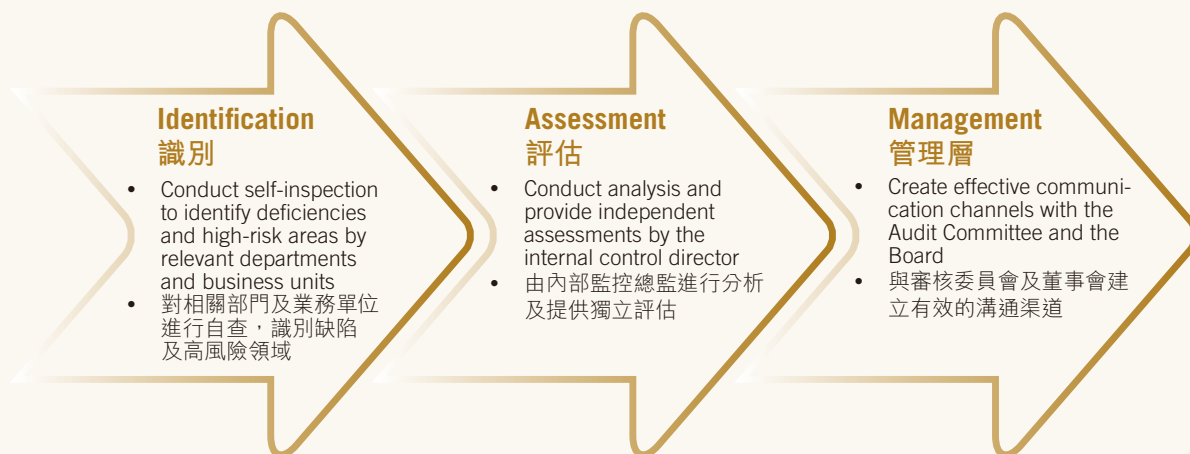 Identification
識別
• Conduct self-inspection
to identify deficiencies
and high-risk areas by
relevant departments
and business units
• 對相關部門及業務單位
進行自查，識別缺陷
及高風險領域
Assessment
評估
• Conduct analysis and
provide independent
assessments by the
internal control director
• 由內部監控總監進行分析
及提供獨立評估
Management
管理層
• Create effective communi-
cation channels with the
Audit Committee and the
Board
• 與審核委員會及董事會建
立有效的溝通渠道